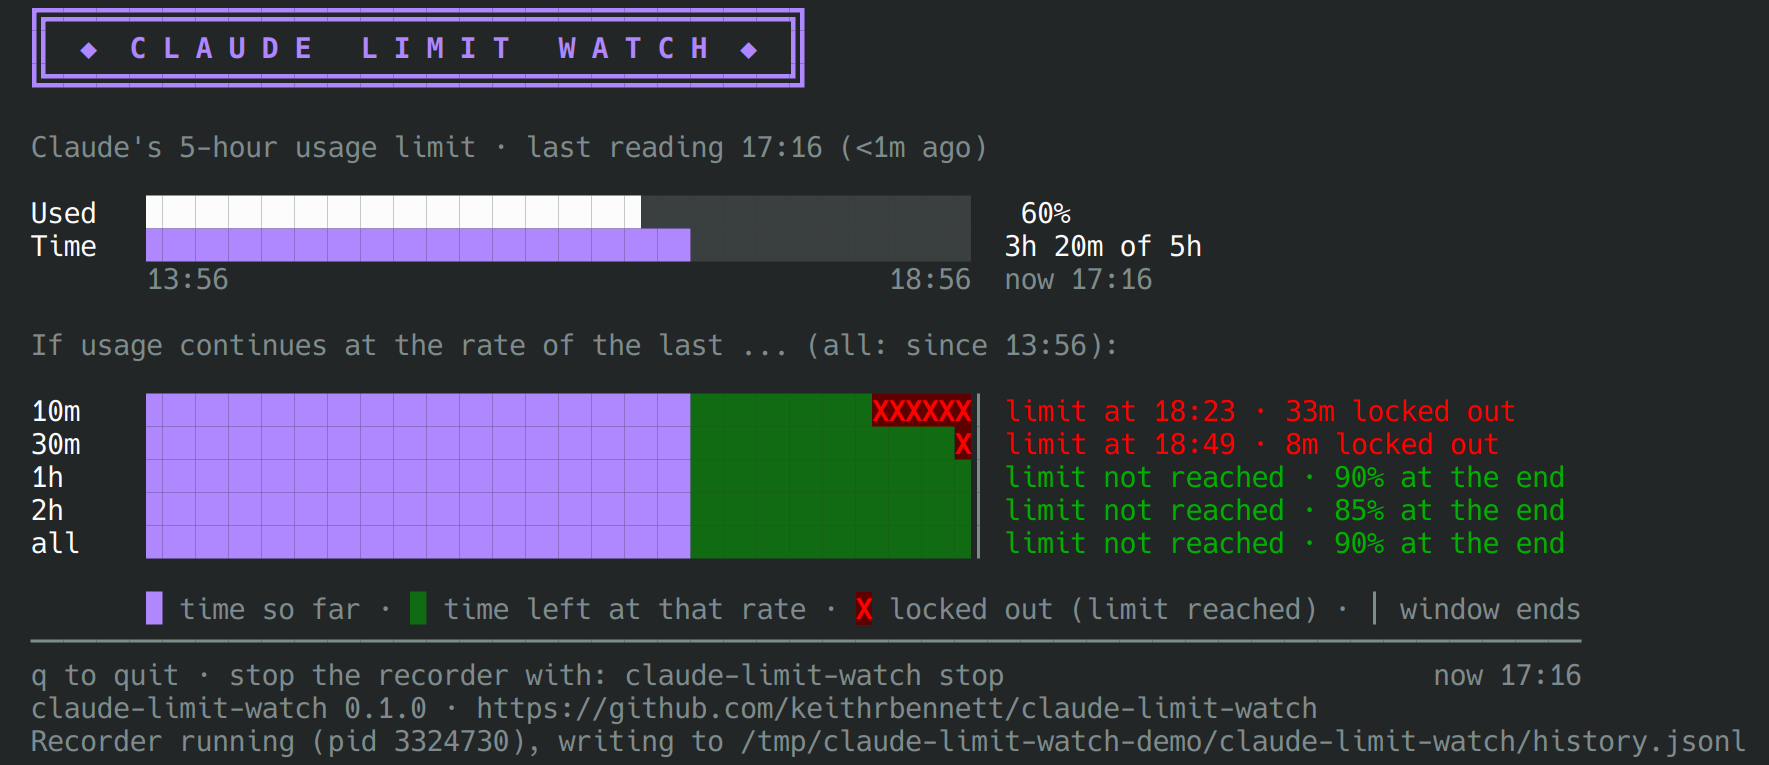 ◆ CLAUDE LIMIT WATCH ◆
Claude's 5-hour usage limit · last reading 17:16 (<1m ago)
Used 60%
Time 3h 20m of 5h
13:56 18:56 now 17:16
If usage continues at the rate of the last ... (all: since 13:56):
10m XXXXXX limit at 18:23 · 33m locked out
30m X limit at 18:49 · 8m locked out
1h limit not reached · 90% at the end
2h limit not reached · 85% at the end
all limit not reached · 90% at the end
time so far · time left at that rate · X locked out (limit reached) · | window ends
q to quit · stop the recorder with: claude-limit-watch stop now 17:16
claude-limit-watch 0.1.0 · https://github.com/keithrbennett/claude-limit-watch
Recorder running (pid 3324730), writing to /tmp/claude-limit-watch-demo/claude-limit-watch/history.jsonl